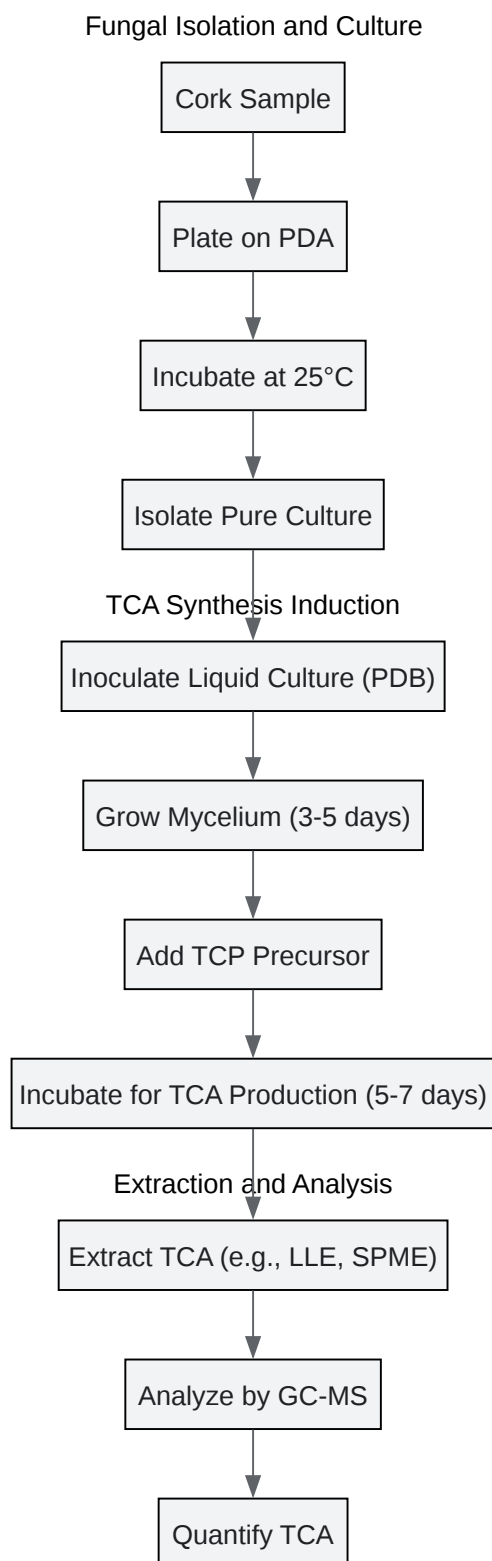 Fungal Isolation and Culture
Cork Sample
Plate on PDA
Incubate at 25°C
Isolate Pure Culture
TCA Synthesis Induction
Inoculate Liquid Culture (PDB)
Grow Mycelium (3-5 days)
Add TCP Precursor
Incubate for TCA Production (5-7 days)
Extraction and Analysis
Extract TCA (e.g., LLE, SPME)
Analyze by GC-MS
Quantify TCA